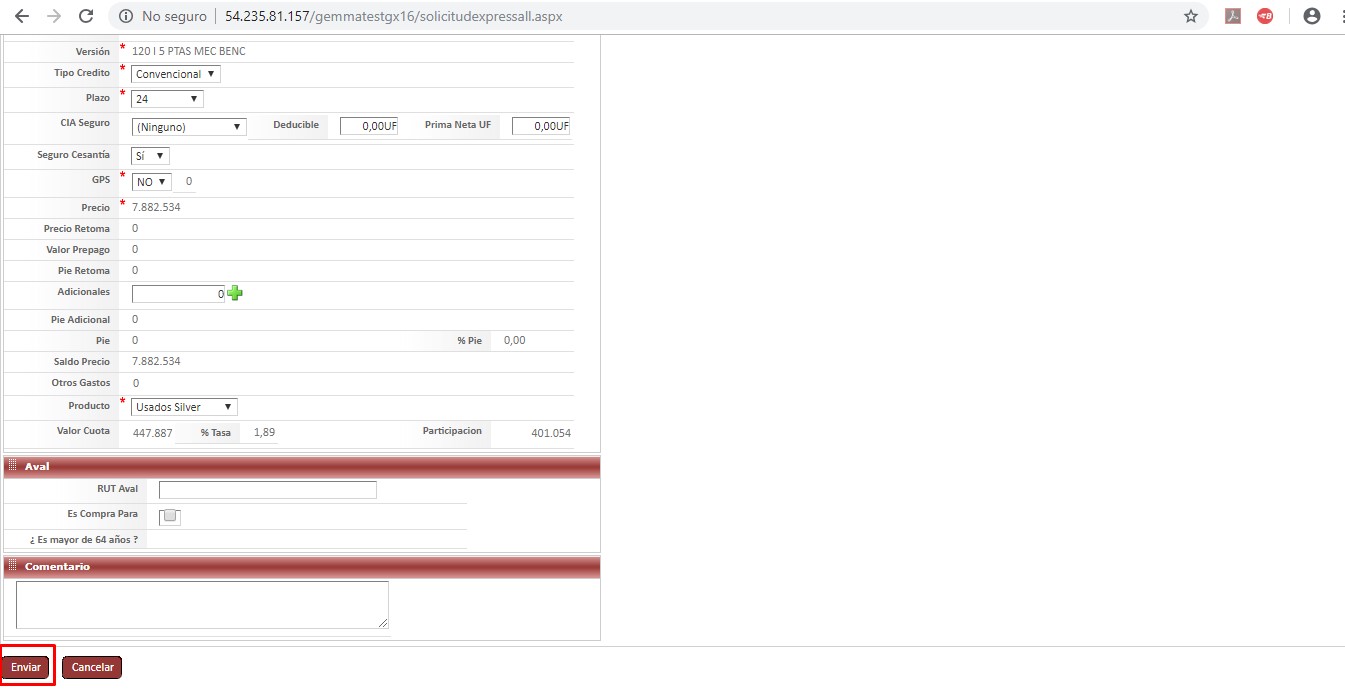 No seguro 54.235.81.157/gemmatestgx16/solicitudexpressall.aspx
Versión * 120 I 5 PTAS MEC BENC
Tipo Credito * Convencional
Plazo * 24
CIA Seguro (Ninguno) Deducible 0,00UF Prima Neta UF 0,00UF
Seguro Cesantía Sí
GPS * NO 0
Precio * 7.882.534
Precio Retoma 0
Valor Prepago 0
Pie Retoma 0
Adicionales 0
Pie Adicional 0
Pie 0 % Pie 0,00
Saldo Precio 7.882.534
Otros Gastos 0
Producto * Usados Silver
Valor Cuota 447.887 % Tasa 1,89 Participacion 401.054
Aval
RUT Aval
Es Compra Para
¿ Es mayor de 64 años ?
Comentario
Enviar Cancelar